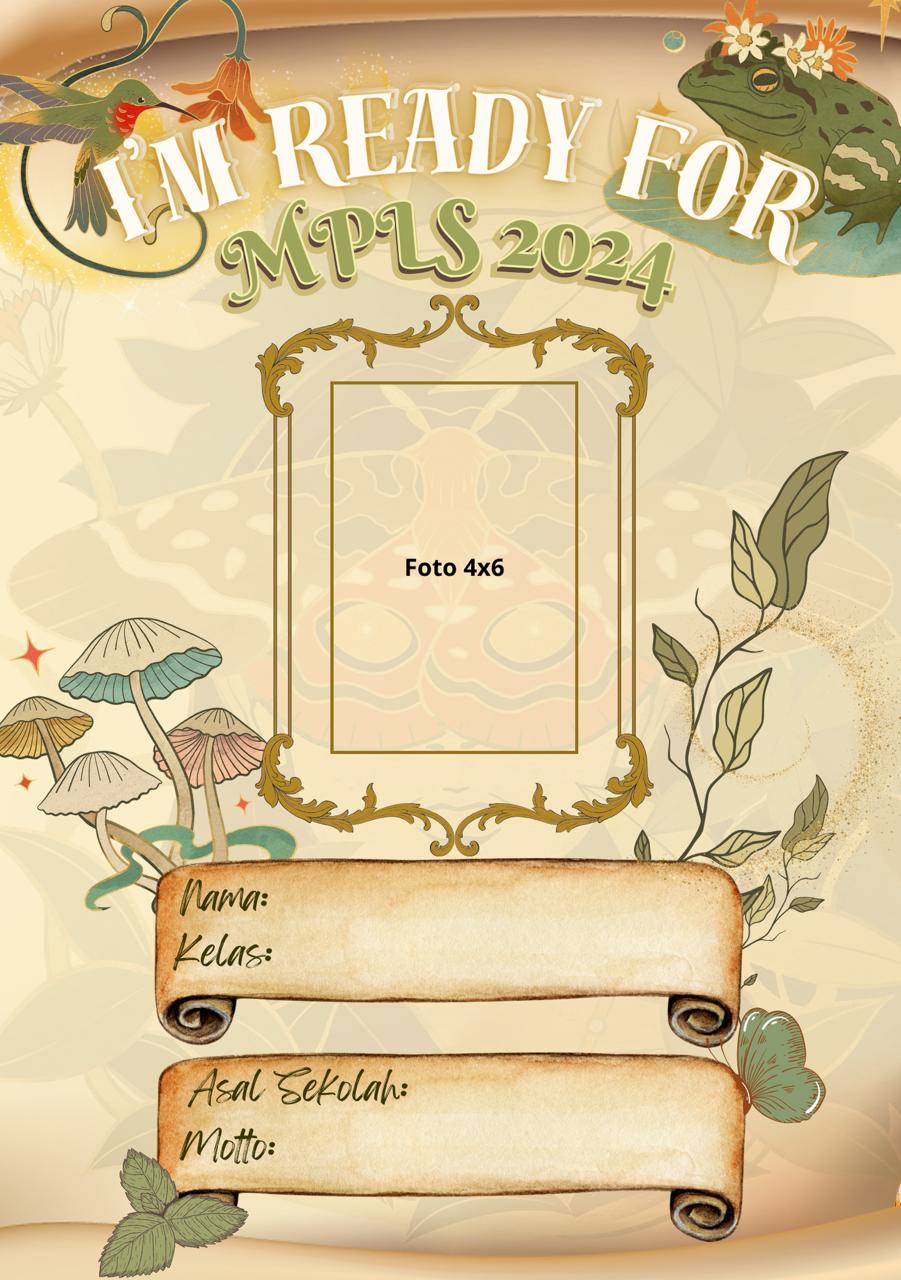 I'M READY FOR
MPLS 2024
Foto 4x6
Nama:
Kelas:
Asal Sekolah:
Motto: